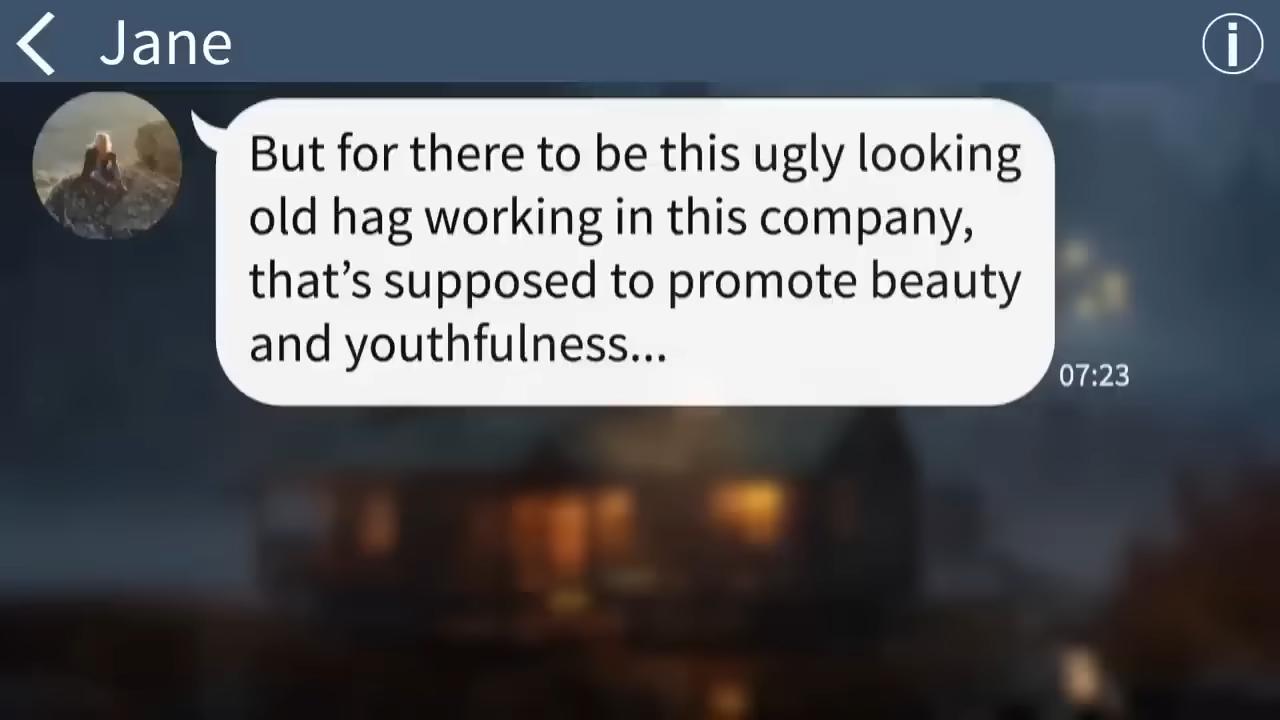 Jane
But for there to be this ugly looking
old hag working in this company,
that’s supposed to promote beauty
and youthfulness...
07:23